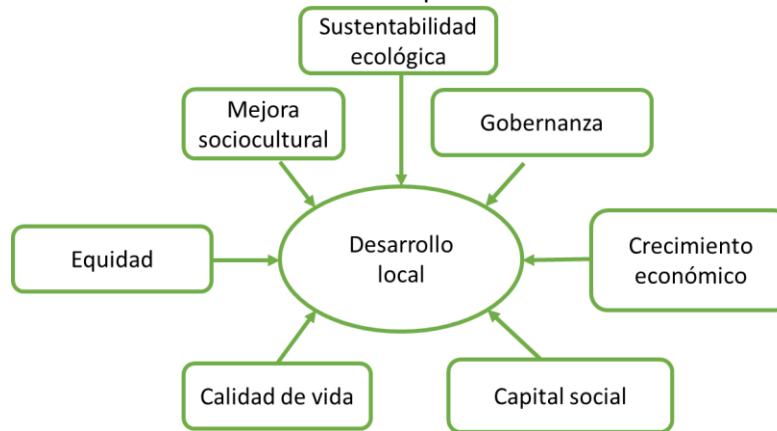 Sustentabilidad
ecológica
Mejora
sociocultural
Gobernanza
Equidad
Desarrollo
local
Crecimiento
económico
Calidad de vida
Capital social